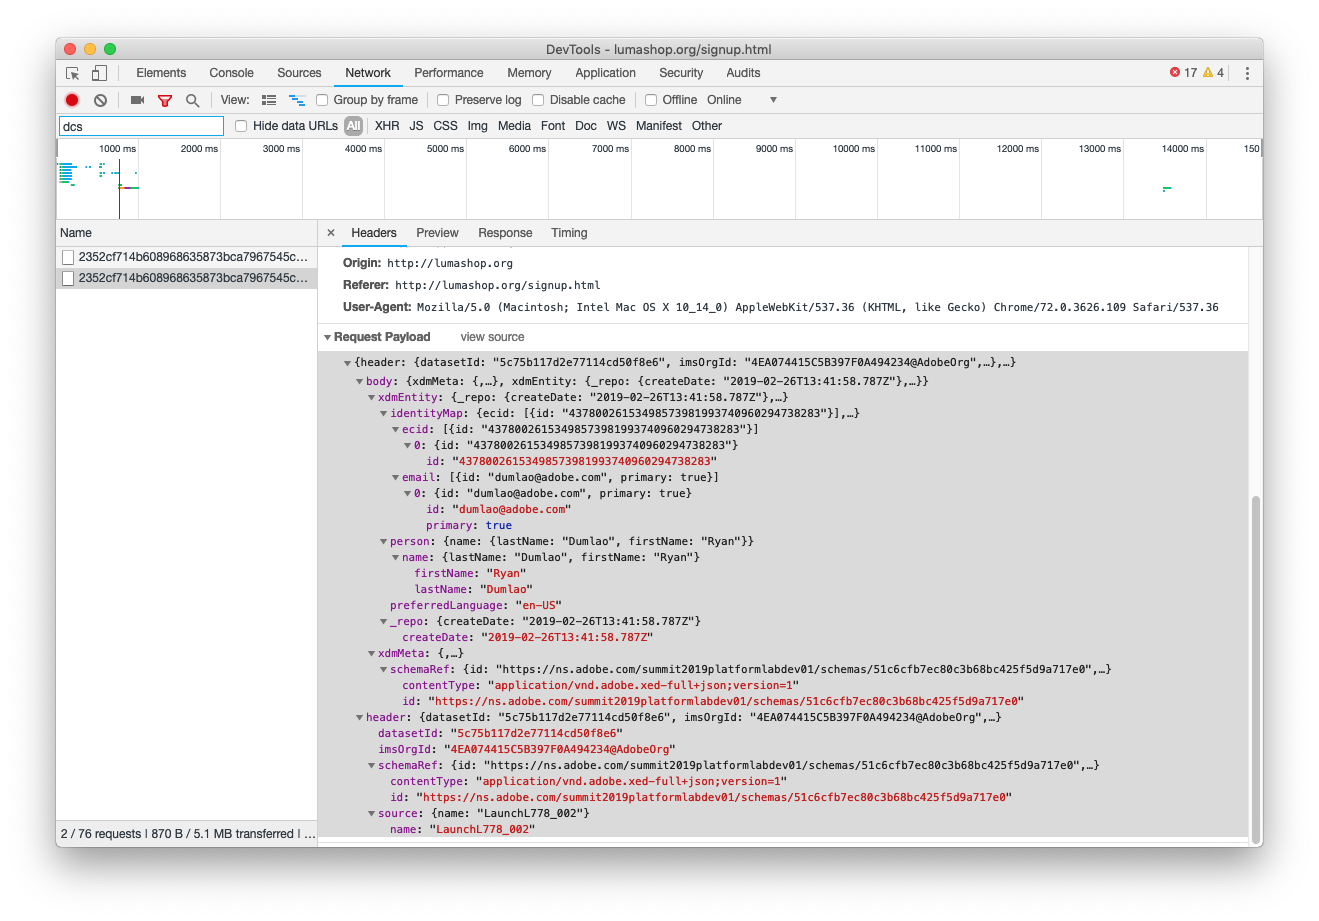 DevTools - lumashop.org/signup.html
Elements Console Sources Network Performance Memory Application Security Audits 17 4
View: Group by frame Preserve log Disable cache Offline Online
dcs Hide data URLs All XHR JS CSS Img Media Font Doc WS Manifest Other
1000 ms 2000 ms 3000 ms 4000 ms 5000 ms 6000 ms 7000 ms 8000 ms 9000 ms 10000 ms 11000 ms 12000 ms 13000 ms 14000 ms 150
Name
2352cf714b608968635873bca7967545c...
2352cf714b608968635873bca7967545c...
2 / 76 requests | 870 B / 5.1 MB transferred | ...
× Headers Preview Response Timing
Origin: http://lumashop.org
Referer: http://lumashop.org/signup.html
User-Agent: Mozilla/5.0 (Macintosh; Intel Mac OS X 10_14_0) AppleWebKit/537.36 (KHTML, like Gecko) Chrome/72.0.3626.109 Safari/537.36
Request Payload view source
{header: {datasetId: "5c75b117d2e77114cd50f8e6", imsOrgId: "4EA074415C5B397F0A494234@AdobeOrg",…},…}
body: {xdmMeta: {,…}, xdmEntity: {_repo: {createDate: "2019-02-26T13:41:58.787Z"},…}}
xdmEntity: {_repo: {createDate: "2019-02-26T13:41:58.787Z"},…
identityMap: {ecid: [{id: "43780026153498573981993740960294738283"}],…}
ecid: [{id: "43780026153498573981993740960294738283"}]
0: {id: "43780026153498573981993740960294738283"}
id: "43780026153498573981993740960294738283"
email: [{id: "dumlao@adobe.com", primary: true}]
0: {id: "dumlao@adobe.com", primary: true}
id: "dumlao@adobe.com"
primary: true
person: {name: {lastName: "Dumlao", firstName: "Ryan"}}
name: {lastName: "Dumlao", firstName: "Ryan"}
firstName: "Ryan"
lastName: "Dumlao"
preferredLanguage: "en-US"
_repo: {createDate: "2019-02-26T13:41:58.787Z"}
createDate: "2019-02-26T13:41:58.787Z"
xdmMeta: {,…}
schemaRef: {id: "https://ns.adobe.com/summit2019platformlabdev01/schemas/51c6cfb7ec80c3b68bc425f5d9a717e0",…}
contentType: "application/vnd.adobe.xed-full+json;version=1"
id: "https://ns.adobe.com/summit2019platformlabdev01/schemas/51c6cfb7ec80c3b68bc425f5d9a717e0"
header: {datasetId: "5c75b117d2e77114cd50f8e6", imsOrgId: "4EA074415C5B397F0A494234@AdobeOrg",…}
datasetId: "5c75b117d2e77114cd50f8e6"
imsOrgId: "4EA074415C5B397F0A494234@AdobeOrg"
schemaRef: {id: "https://ns.adobe.com/summit2019platformlabdev01/schemas/51c6cfb7ec80c3b68bc425f5d9a717e0",…}
contentType: "application/vnd.adobe.xed-full+json;version=1"
id: "https://ns.adobe.com/summit2019platformlabdev01/schemas/51c6cfb7ec80c3b68bc425f5d9a717e0"
source: {name: "LaunchL778_002"}
name: "LaunchL778_002"